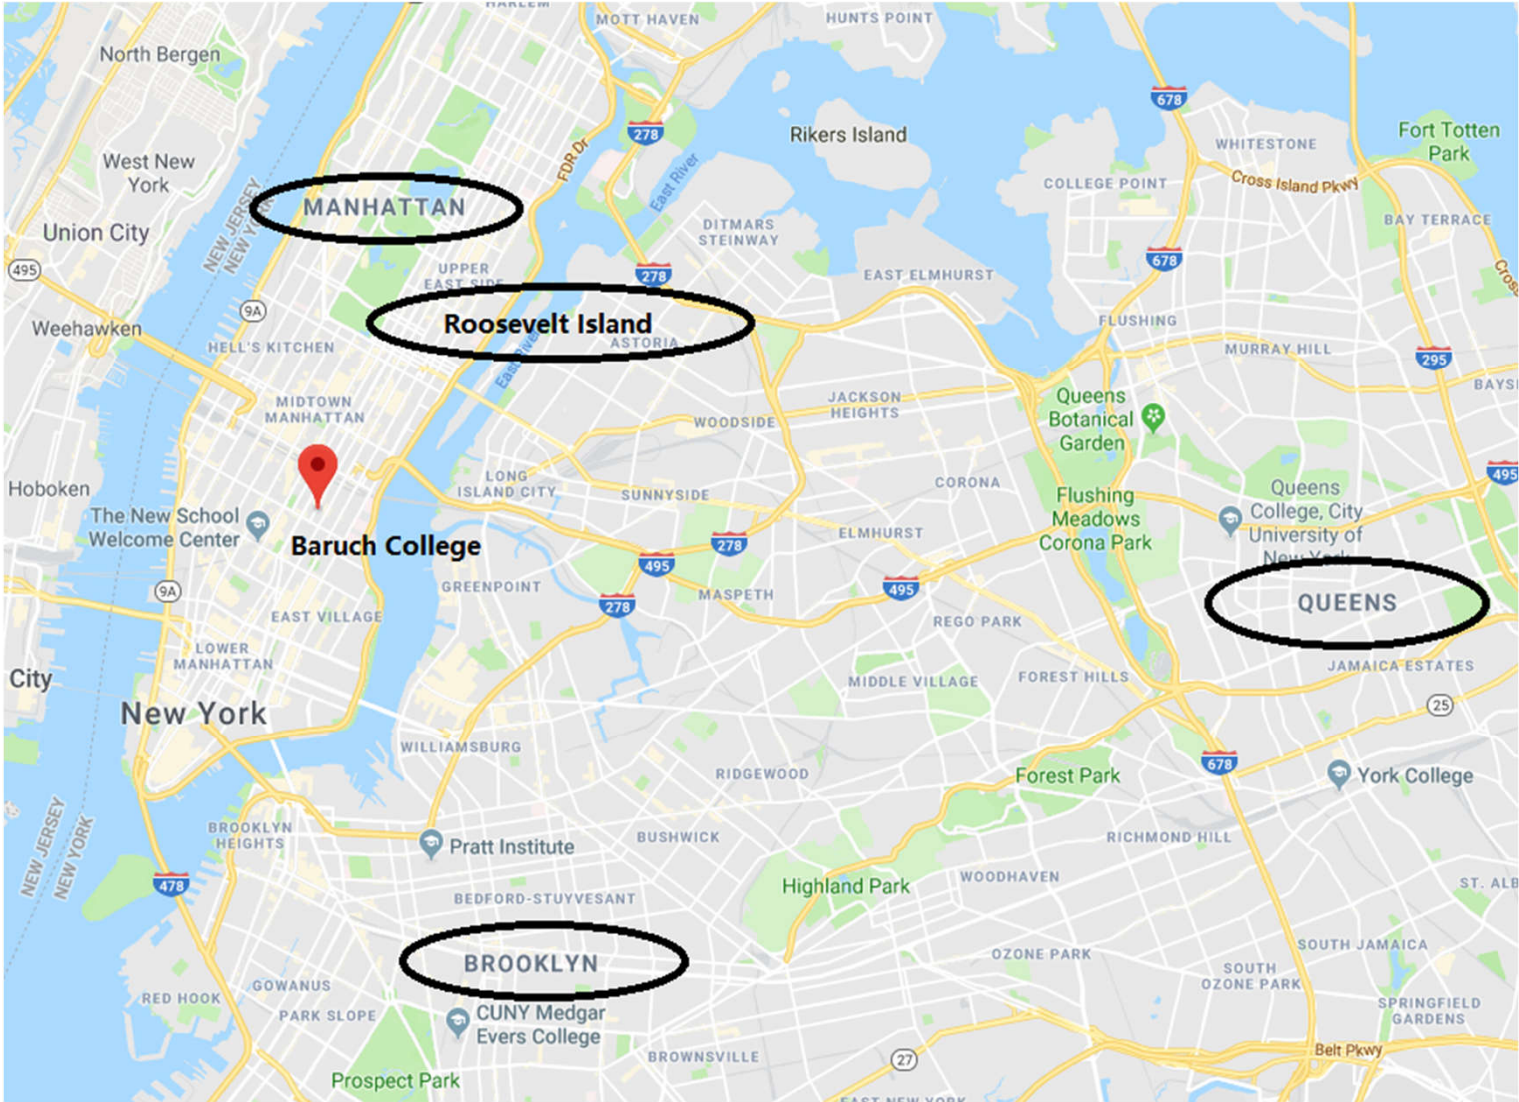 HARLEM
MOTT HAVEN
HUNTS POINT
North Bergen
278
678
Rikers Island
WHITESTONE
Fort Totten
Park
FDR Dr
East River
West New
York
COLLEGE POINT
Cross Island Pkwy
MANHATTAN
NEW JERSEY
NEW YORK
Union City
DITMARS
STEINWAY
BAY TERRACE
495
UPPER
EAST SIDE
278
EAST ELMHURST
678
Cross
9A
Roosevelt Island
ASTORIA
FLUSHING
Weehawken
HELL'S KITCHEN
East River
MURRAY HILL
295
MIDTOWN
MANHATTAN
JACKSON
HEIGHTS
WOODSIDE
Queens
Botanical
Garden
BAYSI
Hoboken
LONG
ISLAND CITY
SUNNYSIDE
CORONA
495
The New School
Welcome Center
Baruch College
278
495
ELMHURST
Flushing
Meadows
Corona Park
Queens
College, City
University of
New York
9A
GREENPOINT
278
MASPETH
495
QUEENS
EAST VILLAGE
REGO PARK
LOWER
MANHATTAN
City
MIDDLE VILLAGE
FOREST HILLS
JAMAICA ESTATES
New York
25
WILLIAMSBURG
RIDGEWOOD
Forest Park
678
York College
NEW JERSEY
NEW YORK
BROOKLYN
HEIGHTS
Pratt Institute
BUSHWICK
RICHMOND HILL
478
Highland Park
WOODHAVEN
ST. ALB
BEDFORD-STUYVESANT
BROOKLYN
OZONE PARK
SOUTH JAMAICA
RED HOOK
GOWANUS
SOUTH
OZONE PARK
PARK SLOPE
CUNY Medgar
Evers College
SPRINGFIELD
GARDENS
BROWNSVILLE
27
Belt Pkwy
Prospect Park
EAST NEW YORK